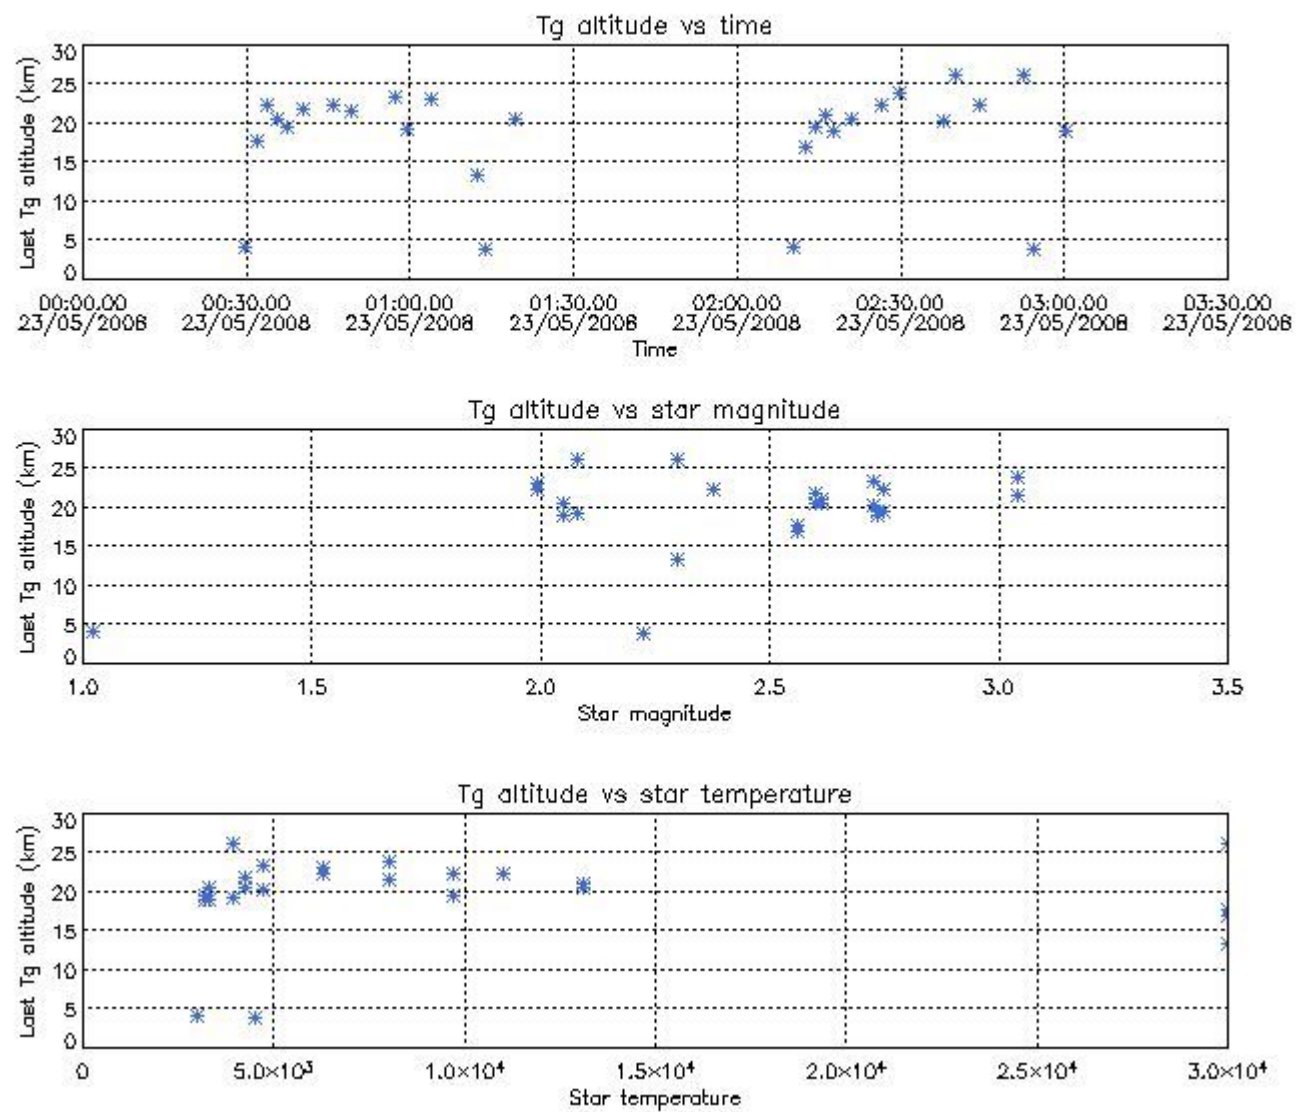 Tg altitude vs time
Last Tg altitude (km)
30
25
20
15
10
5
0
00:00.00 00:30.00 01:00.00 01:30.00 02:00.00 02:30.00 03:00.00 03:30.00
23/05/2008 23/05/2008 23/05/2008 23/05/2008 23/05/2008 23/05/2008 23/05/2008 23/05/2008
Time
Tg altitude vs star magnitude
Last Tg altitude (km)
30
25
20
15
10
5
0
1.0 1.5 2.0 2.5 3.0 3.5
Star magnitude
Tg altitude vs star temperature
Last Tg altitude (km)
30
25
20
15
10
5
0
0 5.0×10³ 1.0×10⁴ 1.5×10⁴ 2.0×10⁴ 2.5×10⁴ 3.0×10⁴
Star temperature